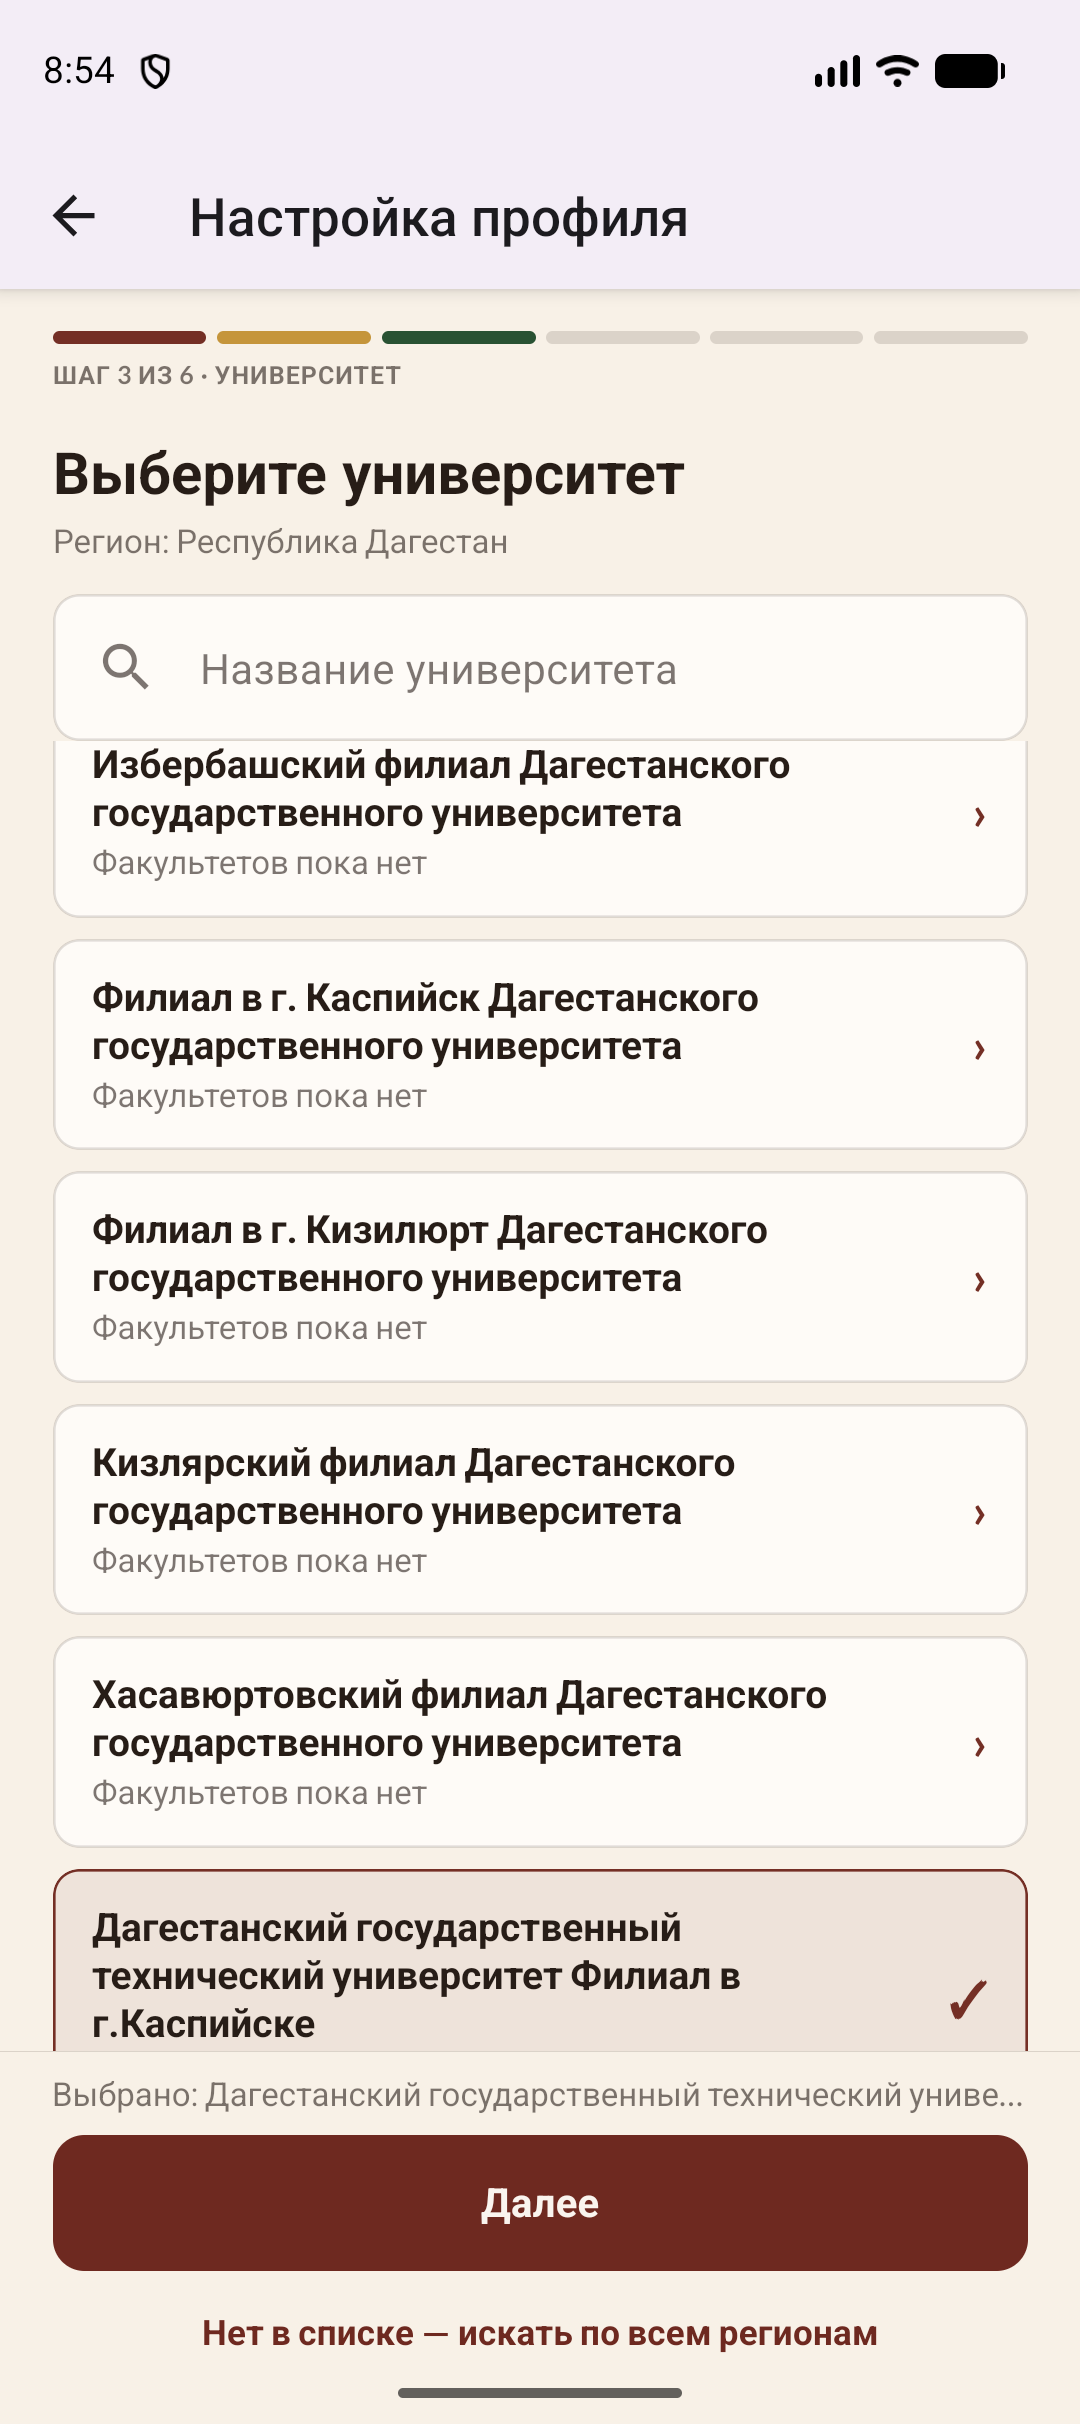 8:54
Настройка профиля
ШАГ 3 ИЗ 6 · УНИВЕРСИТЕТ
Выберите университет
Регион: Республика Дагестан
Название университета
Избербашский филиал Дагестанского
государственного университета
Факультетов пока нет
›
Филиал в г. Каспийск Дагестанского
государственного университета
Факультетов пока нет
›
Филиал в г. Кизилюрт Дагестанского
государственного университета
Факультетов пока нет
›
Кизлярский филиал Дагестанского
государственного университета
Факультетов пока нет
›
Хасавюртовский филиал Дагестанского
государственного университета
Факультетов пока нет
›
Дагестанский государственный
технический университет Филиал в
г.Каспийске
✓
Выбрано: Дагестанский государственный технический униве...
Далее
Нет в списке — искать по всем регионам